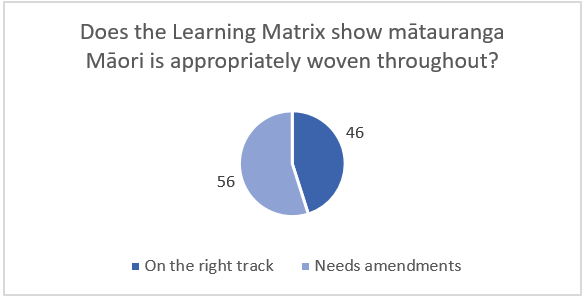 Does the Learning Matrix show mātauranga
Māori is appropriately woven throughout?
46
56
On the right track
Needs amendments